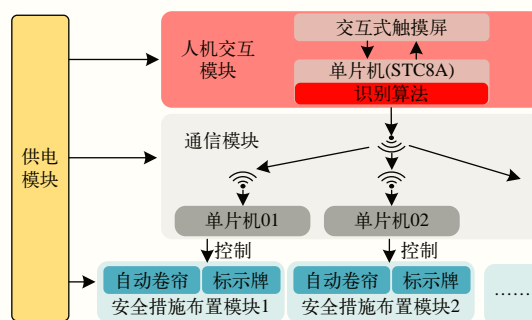 供电
模块
人机交互
模块
交互式触摸屏
单片机(STC8A)
识别算法
通信模块
单片机01
单片机02
控制
控制
自动卷帘
标示牌
安全措施布置模块1
自动卷帘
标示牌
安全措施布置模块2
……